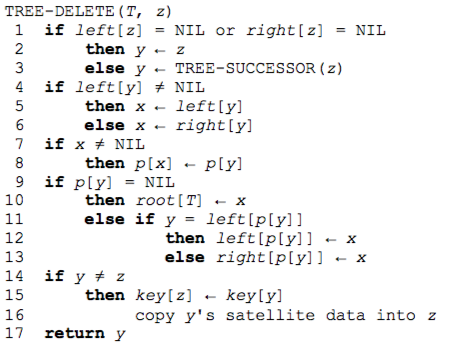 TREE-DELETE(T, z)
1 if left[z] = NIL or right[z] = NIL
2 then y ← z
3 else y ← TREE-SUCCESSOR(z)
4 if left[y] ≠ NIL
5 then x ← left[y]
6 else x ← right[y]
7 if x ≠ NIL
8 then p[x] ← p[y]
9 if p[y] = NIL
10 then root[T] ← x
11 else if y = left[p[y]]
12 then left[p[y]] ← x
13 else right[p[y]] ← x
14 if y ≠ z
15 then key[z] ← key[y]
16 copy y's satellite data into z
17 return y